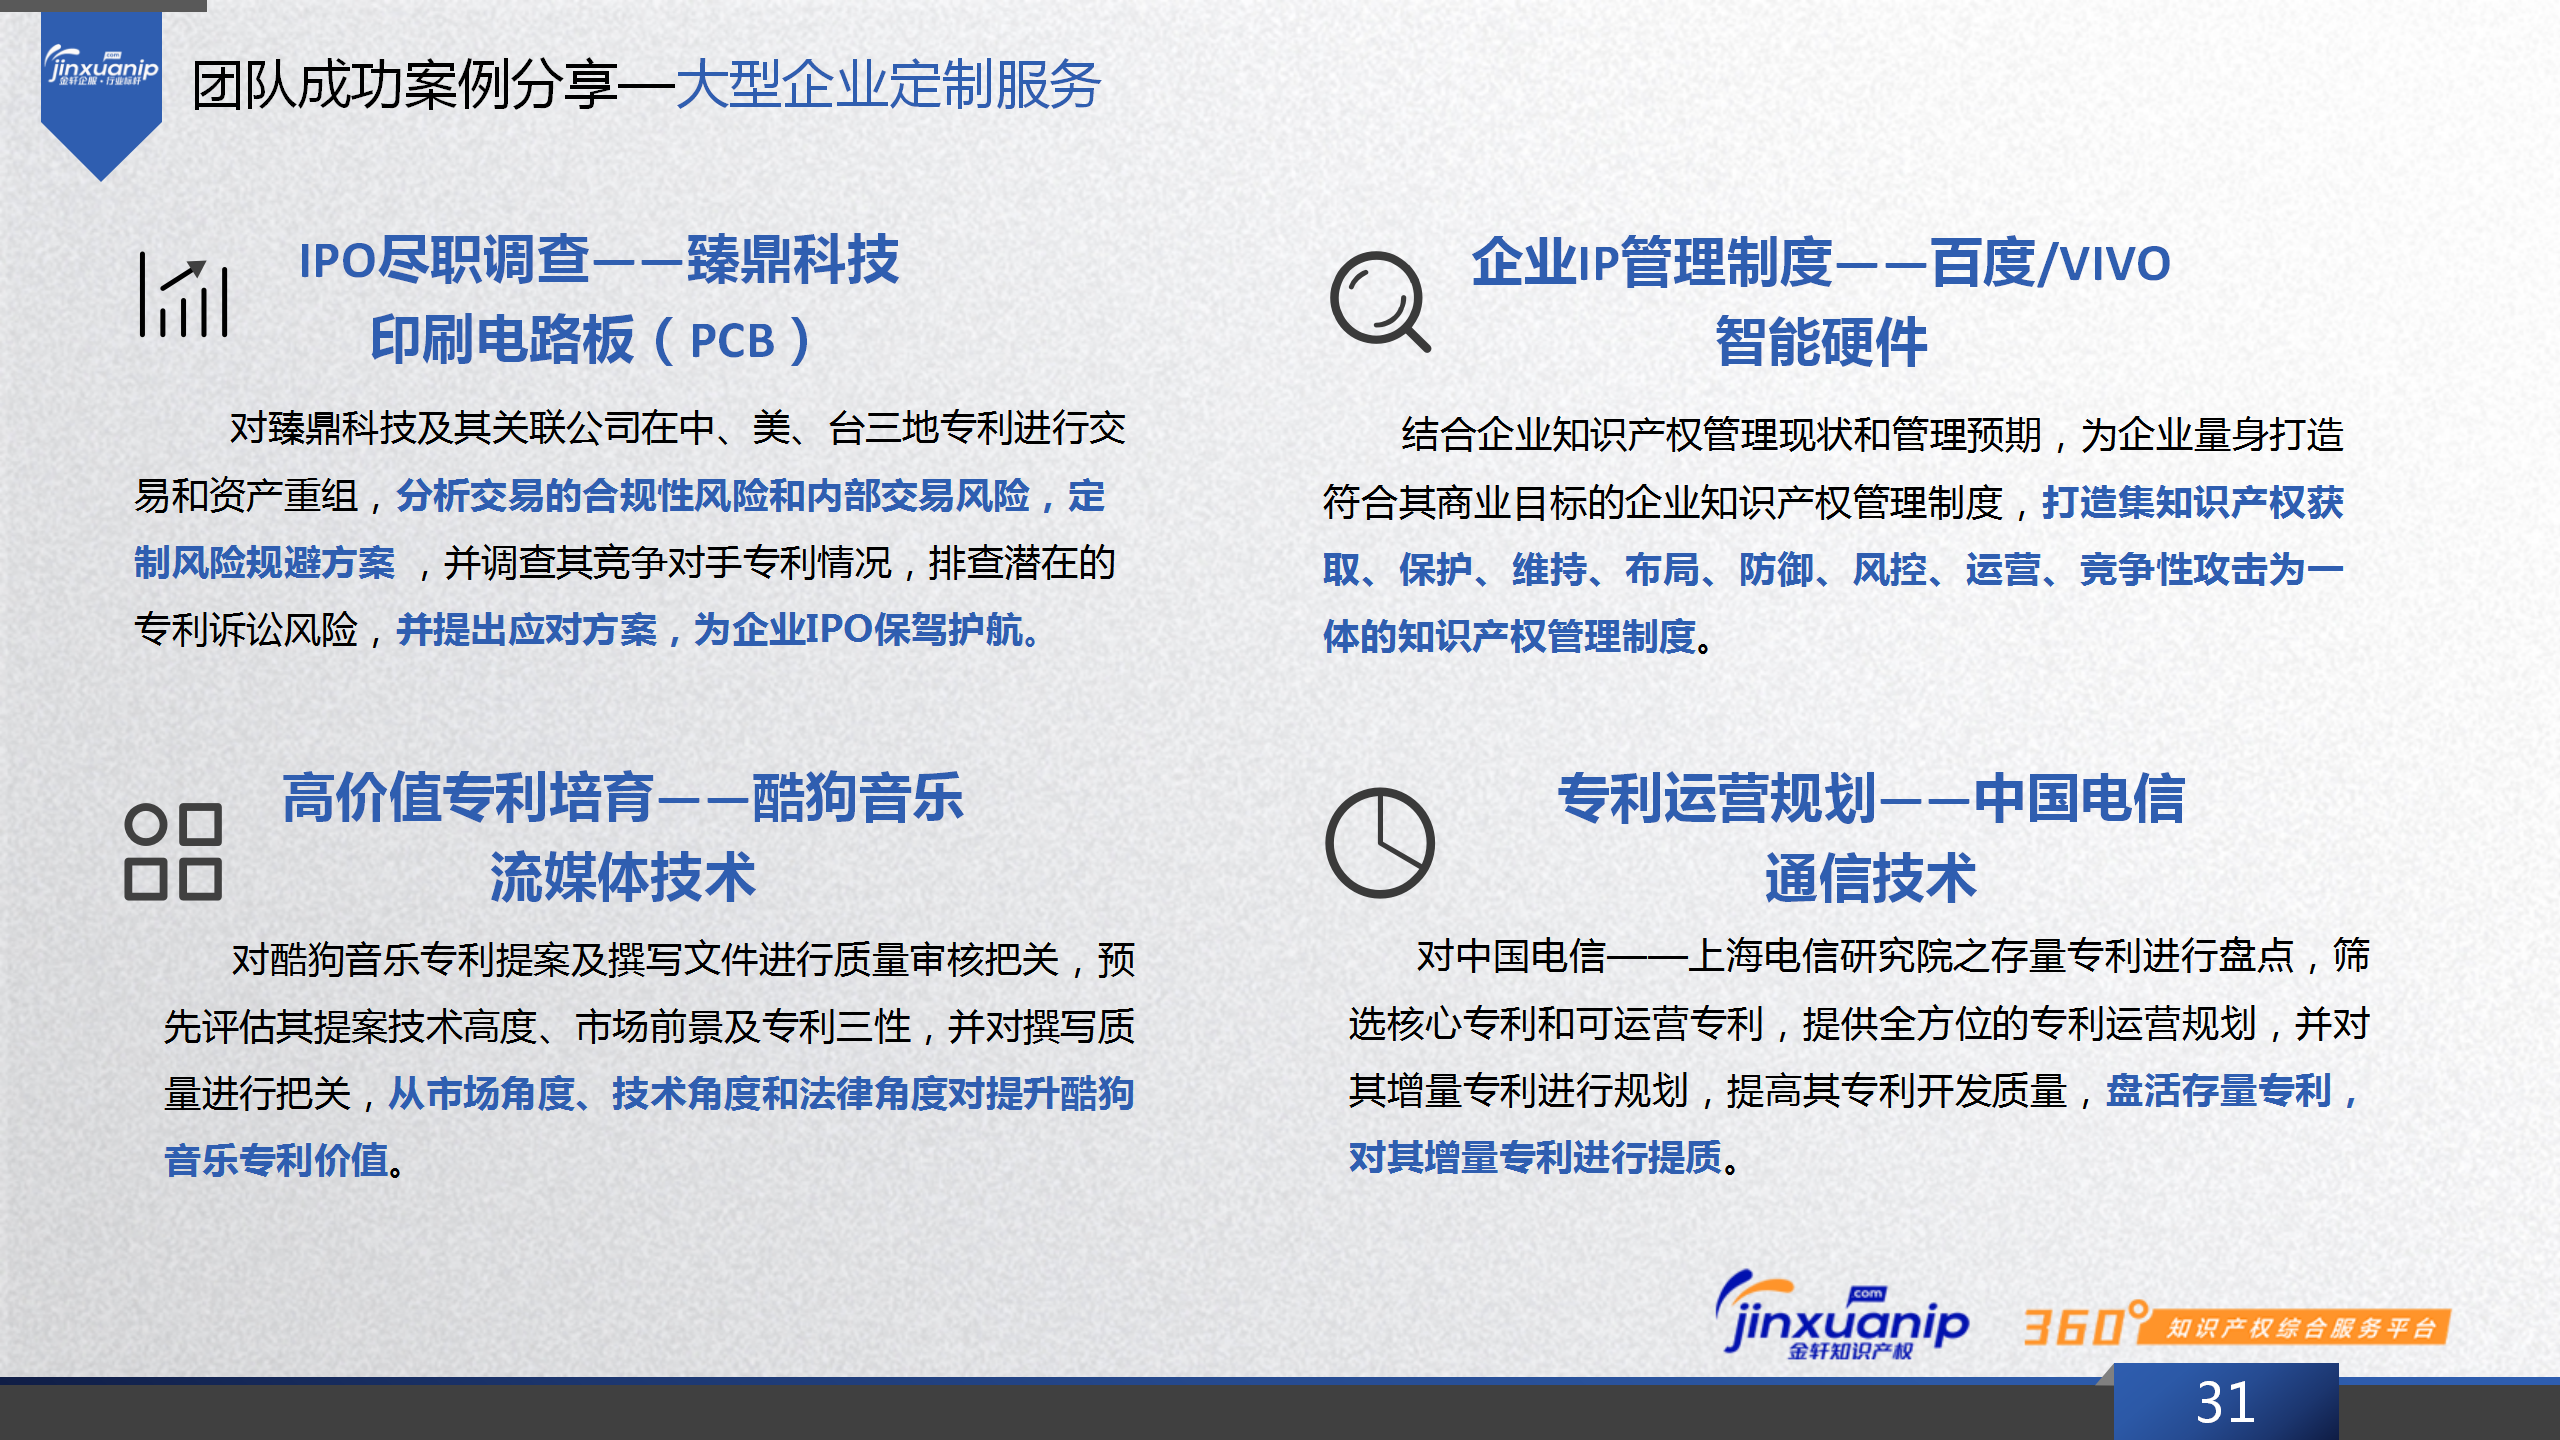 com
jinxuanip
金轩企服·行业标杆
团队成功案例分享—大型企业定制服务
IPO尽职调查——臻鼎科技
印刷电路板（PCB）
对臻鼎科技及其关联公司在中、美、台三地专利进行交
易和资产重组，分析交易的合规性风险和内部交易风险，定
制风险规避方案，并调查其竞争对手专利情况，排查潜在的
专利诉讼风险，并提出应对方案，为企业IPO保驾护航。
企业IP管理制度——百度/VIVO
智能硬件
结合企业知识产权管理现状和管理预期，为企业量身打造
符合其商业目标的企业知识产权管理制度，打造集知识产权获
取、保护、维持、布局、防御、风控、运营、竞争性攻击为一
体的知识产权管理制度。
高价值专利培育——酷狗音乐
流媒体技术
对酷狗音乐专利提案及撰写文件进行质量审核把关，预
先评估其提案技术高度、市场前景及专利三性，并对撰写质
量进行把关，从市场角度、技术角度和法律角度对提升酷狗
音乐专利价值。
专利运营规划——中国电信
通信技术
对中国电信——上海电信研究院之存量专利进行盘点，筛
选核心专利和可运营专利，提供全方位的专利运营规划，并对
其增量专利进行规划，提高其专利开发质量，盘活存量专利，
对其增量专利进行提质。
com
jinxuanip
金轩知识产权
360° 知识产权综合服务平台
31